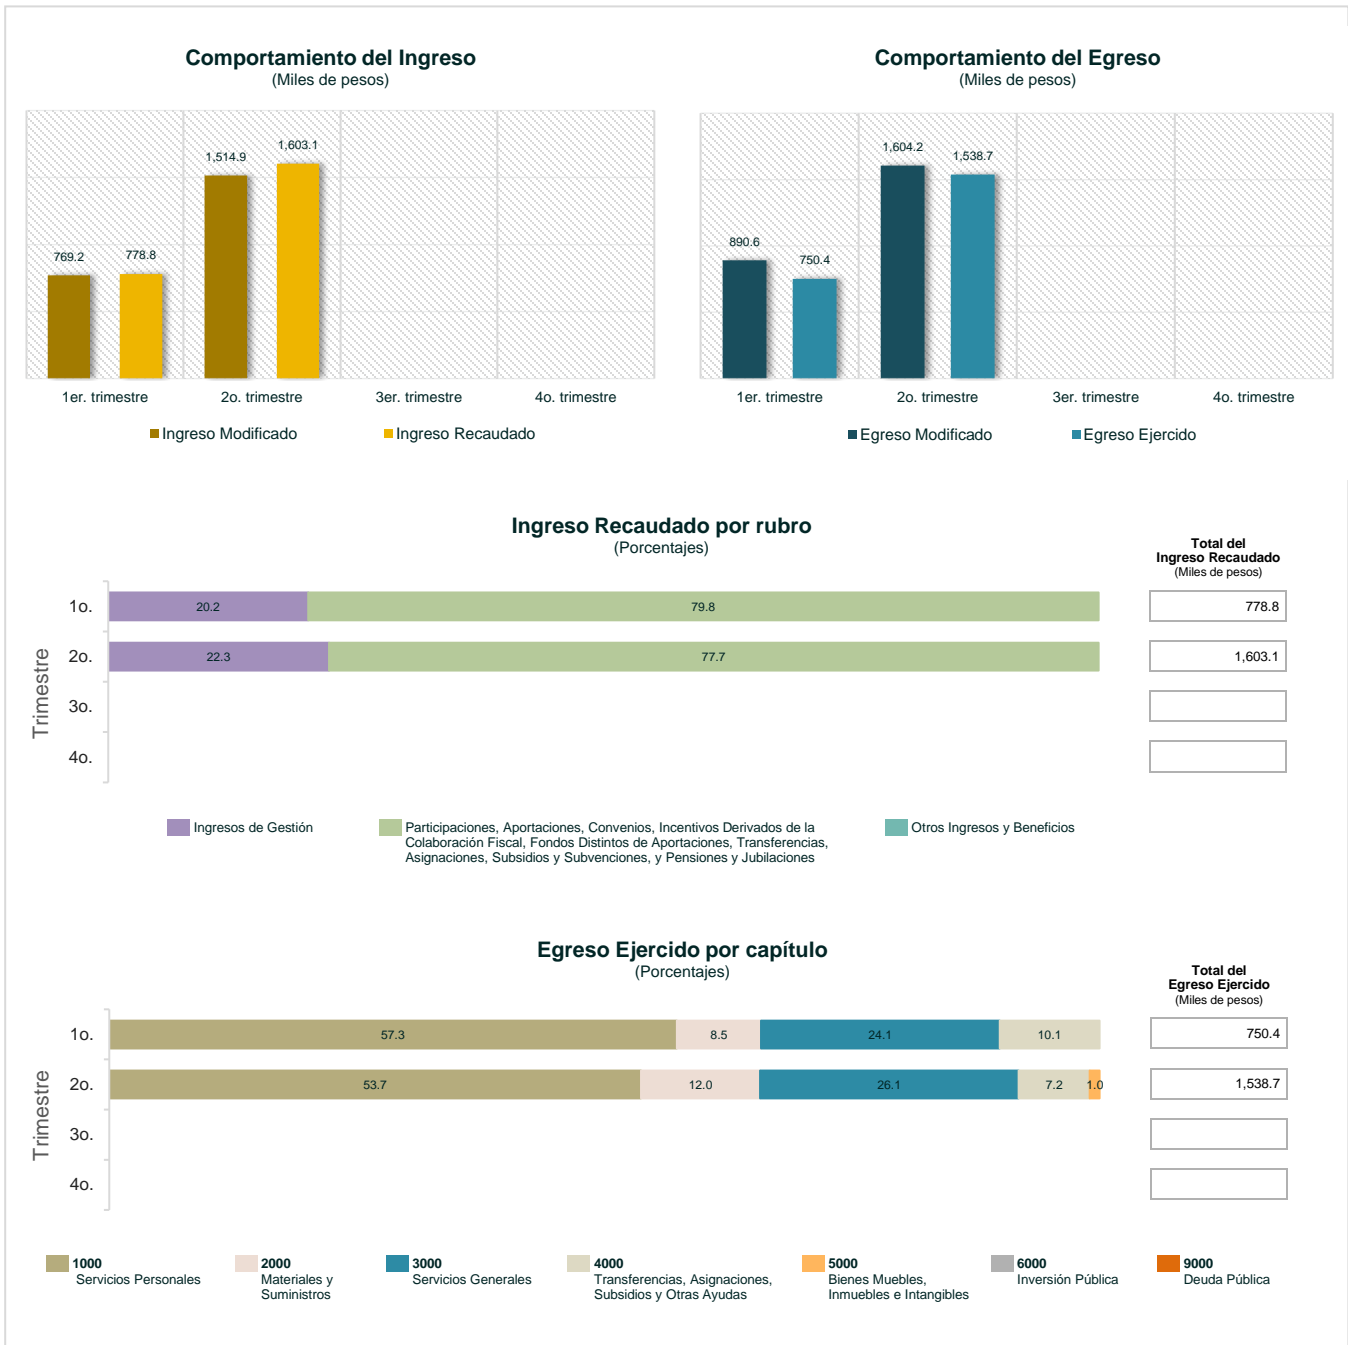 Comportamiento del Ingreso
(Miles de pesos)
769.2
778.8
1,514.9
1,603.1
1er. trimestre
2o. trimestre
3er. trimestre
4o. trimestre
Ingreso Modificado
Ingreso Recaudado
Comportamiento del Egreso
(Miles de pesos)
890.6
750.4
1,604.2
1,538.7
1er. trimestre
2o. trimestre
3er. trimestre
4o. trimestre
Egreso Modificado
Egreso Ejercido
Ingreso Recaudado por rubro
(Porcentajes)
Total del
Ingreso Recaudado
(Miles de pesos)
Trimestre
1o.
20.2
79.8
778.8
2o.
22.3
77.7
1,603.1
3o.
4o.
Ingresos de Gestión
Participaciones, Aportaciones, Convenios, Incentivos Derivados de la
Colaboración Fiscal, Fondos Distintos de Aportaciones, Transferencias,
Asignaciones, Subsidios y Subvenciones, y Pensiones y Jubilaciones
Otros Ingresos y Beneficios
Egreso Ejercido por capítulo
(Porcentajes)
Total del
Egreso Ejercido
(Miles de pesos)
Trimestre
1o.
57.3
8.5
24.1
10.1
750.4
2o.
53.7
12.0
26.1
7.2
1.0
1,538.7
3o.
4o.
1000
Servicios Personales
2000
Materiales y
Suministros
3000
Servicios Generales
4000
Transferencias, Asignaciones,
Subsidios y Otras Ayudas
5000
Bienes Muebles,
Inmuebles e Intangibles
6000
Inversión Pública
9000
Deuda Pública